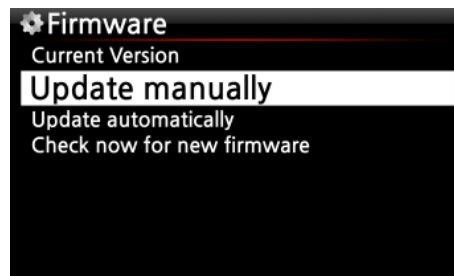 Firmware
Current Version
Update manually
Update automatically
Check now for new firmware